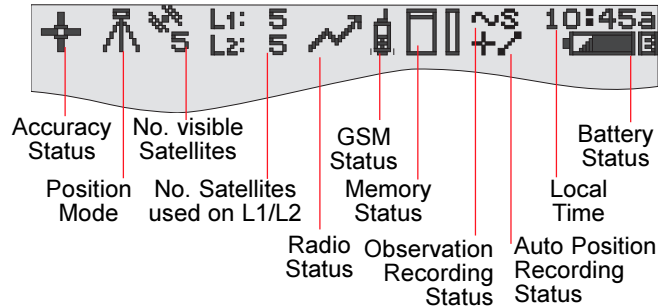 L1: 5 10:45a
5 L2: 5 ~S
B
Accuracy Status
No. visible Satellites
GSM Status
Battery Status
Position Mode
No. Satellites used on L1/L2
Memory Status
Local Time
Radio Status
Observation Recording Status
Auto Position Recording Status